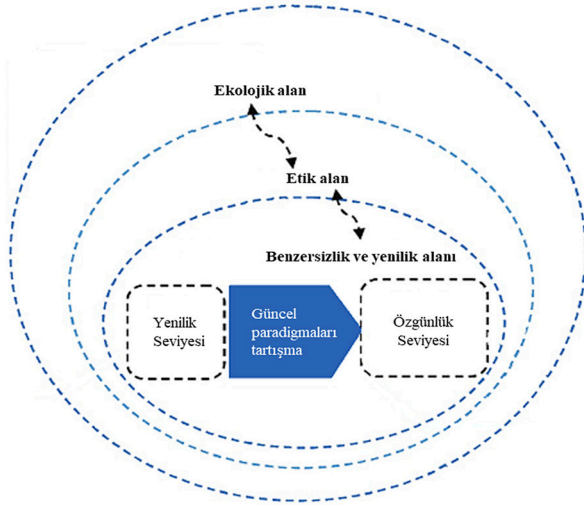 Ekolojik alan
Etik alan
Benzersizlik ve yenilik alanı
Yenilik
Seviyesi
Güncel
paradigmaları
tartışma
Özgünlük
Seviyesi